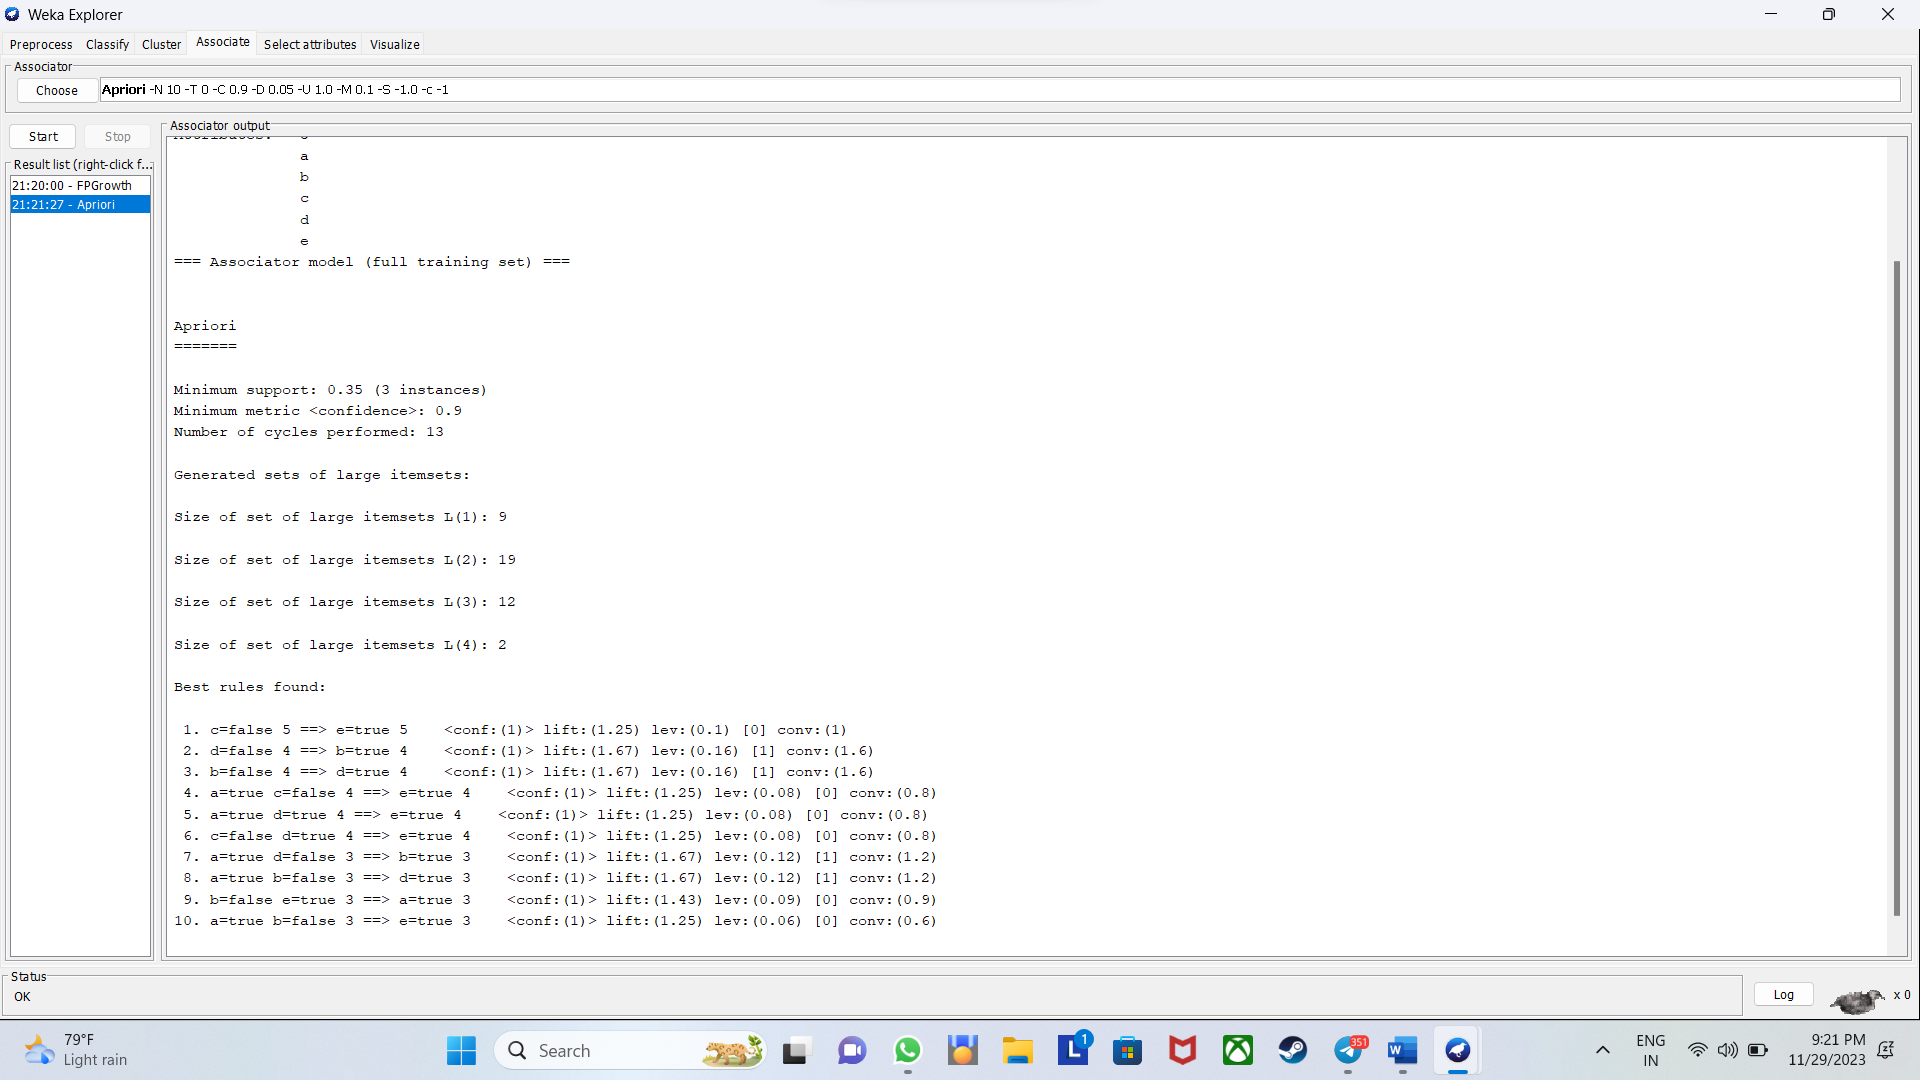 Weka Explorer
Preprocess Classify Cluster Associate Select attributes Visualize
Associator
Choose Apriori -N 10 -T 0 -C 0.9 -D 0.05 -U 1.0 -M 0.1 -S -1.0 -c -1
Start Stop
Result list (right-click f...
21:20:00 - FPGrowth
21:21:27 - Apriori
Associator output
a
b
c
d
e
=== Associator model (full training set) ===
Apriori
=======
Minimum support: 0.35 (3 instances)
Minimum metric <confidence>: 0.9
Number of cycles performed: 13
Generated sets of large itemsets:
Size of set of large itemsets L(1): 9
Size of set of large itemsets L(2): 19
Size of set of large itemsets L(3): 12
Size of set of large itemsets L(4): 2
Best rules found:
1. c=false 5 ==> e=true 5 <conf:(1)> lift:(1.25) lev:(0.1) [0] conv:(1)
2. d=false 4 ==> b=true 4 <conf:(1)> lift:(1.67) lev:(0.16) [1] conv:(1.6)
3. b=false 4 ==> d=true 4 <conf:(1)> lift:(1.67) lev:(0.16) [1] conv:(1.6)
4. a=true c=false 4 ==> e=true 4 <conf:(1)> lift:(1.25) lev:(0.08) [0] conv:(0.8)
5. a=true d=true 4 ==> e=true 4 <conf:(1)> lift:(1.25) lev:(0.08) [0] conv:(0.8)
6. c=false d=true 4 ==> e=true 4 <conf:(1)> lift:(1.25) lev:(0.08) [0] conv:(0.8)
7. a=true d=false 3 ==> b=true 3 <conf:(1)> lift:(1.67) lev:(0.12) [1] conv:(1.2)
8. a=true b=false 3 ==> d=true 3 <conf:(1)> lift:(1.67) lev:(0.12) [1] conv:(1.2)
9. b=false e=true 3 ==> a=true 3 <conf:(1)> lift:(1.43) lev:(0.09) [0] conv:(0.9)
10. a=true b=false 3 ==> e=true 3 <conf:(1)> lift:(1.25) lev:(0.06) [0] conv:(0.6)
Status
OK
Log
x 0
79°F
Light rain
Search
L 1
351
W
ENG
IN
9:21 PM
11/29/2023